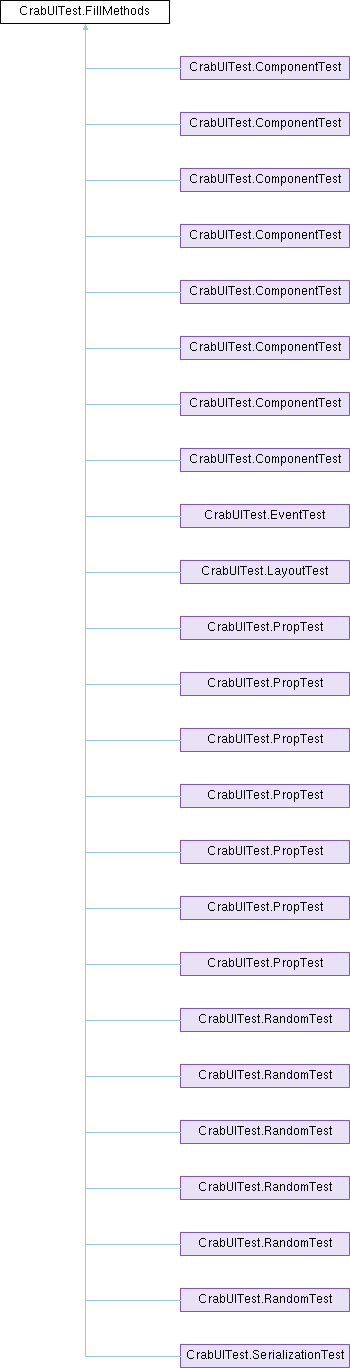 CrabUITest.FillMethods
CrabUITest.ComponentTest
CrabUITest.ComponentTest
CrabUITest.ComponentTest
CrabUITest.ComponentTest
CrabUITest.ComponentTest
CrabUITest.ComponentTest
CrabUITest.ComponentTest
CrabUITest.ComponentTest
CrabUITest.EventTest
CrabUITest.LayoutTest
CrabUITest.PropTest
CrabUITest.PropTest
CrabUITest.PropTest
CrabUITest.PropTest
CrabUITest.PropTest
CrabUITest.PropTest
CrabUITest.PropTest
CrabUITest.RandomTest
CrabUITest.RandomTest
CrabUITest.RandomTest
CrabUITest.RandomTest
CrabUITest.RandomTest
CrabUITest.RandomTest
CrabUITest.SerializationTest